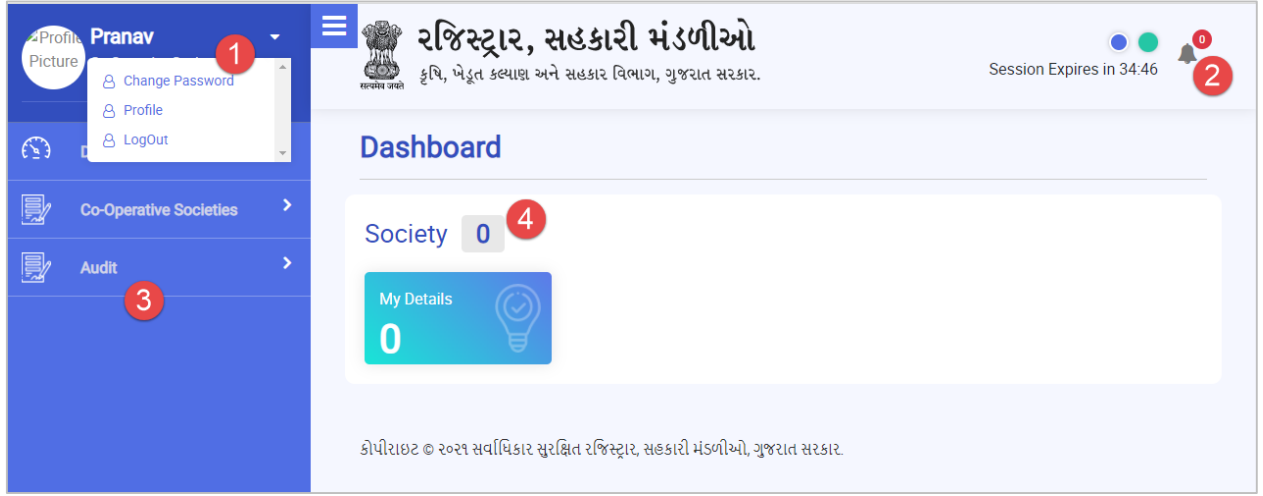 Profile Picture
Pranav
1
Change Password
Profile
LogOut
Co-Operative Societies
Audit
3
રજિસ્ટ્રાર, સહકારી મંડળીઓ
કૃષિ, ખેડૂત કલ્યાણ અને સહકાર વિભાગ, ગુજરાત સરકાર.
सत्यमेव जयते
0
Session Expires in 34:46
2
Dashboard
Society 0
4
My Details
0
કોપીરાઇટ © ૨૦૨૧ સર્વાધિકાર સુરક્ષિત રજિસ્ટ્રાર, સહકારી મંડળીઓ, ગુજરાત સરકાર.